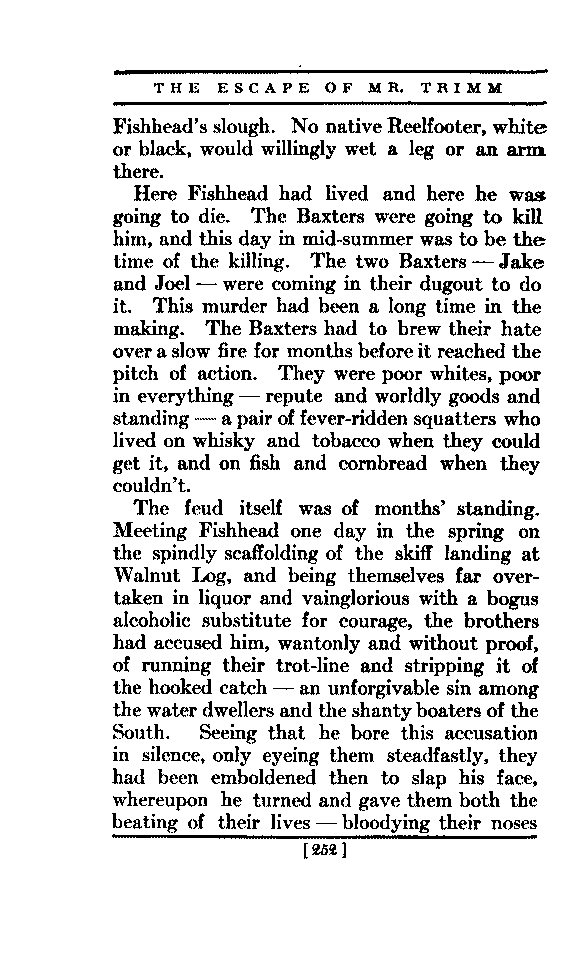 THE ESCAPE OF MR. TRIMM
Fishhead's slough. No native Reelfooter, white
or black, would willingly wet a leg or an arm
there.
Here Fishhead had lived and here he was
going to die. The Baxters were going to kill
him, and this day in mid-summer was to be the
time of the killing. The two Baxters — Jake
and Joel — were coming in their dugout to do
it. This murder had been a long time in the
making. The Baxters had to brew their hate
over a slow fire for months before it reached the
pitch of action. They were poor whites, poor
in everything — repute and worldly goods and
standing — a pair of fever-ridden squatters who
lived on whisky and tobacco when they could
get it, and on fish and cornbread when they
couldn't.
The feud itself was of months' standing.
Meeting Fishhead one day in the spring on
the spindly scaffolding of the skiff landing at
Walnut Log, and being themselves far over-
taken in liquor and vainglorious with a bogus
alcoholic substitute for courage, the brothers
had accused him, wantonly and without proof,
of running their trot-line and stripping it of
the hooked catch — an unforgivable sin among
the water dwellers and the shanty boaters of the
South. Seeing that he bore this accusation
in silence, only eyeing them steadfastly, they
had been emboldened then to slap his face,
whereupon he turned and gave them both the
beating of their lives — bloodying their noses
[252]